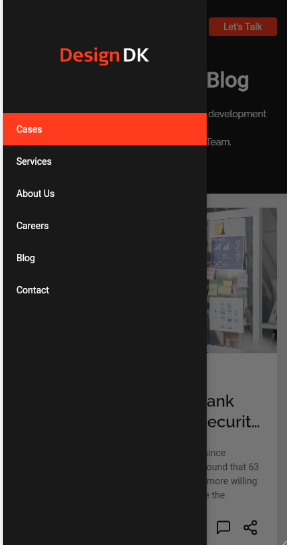 Design DK
Let's Talk
Cases
Services
About Us
Careers
Blog
Contact
Blog
development
Team.
ank
ecurit...
since
ound that 63
more willing
the